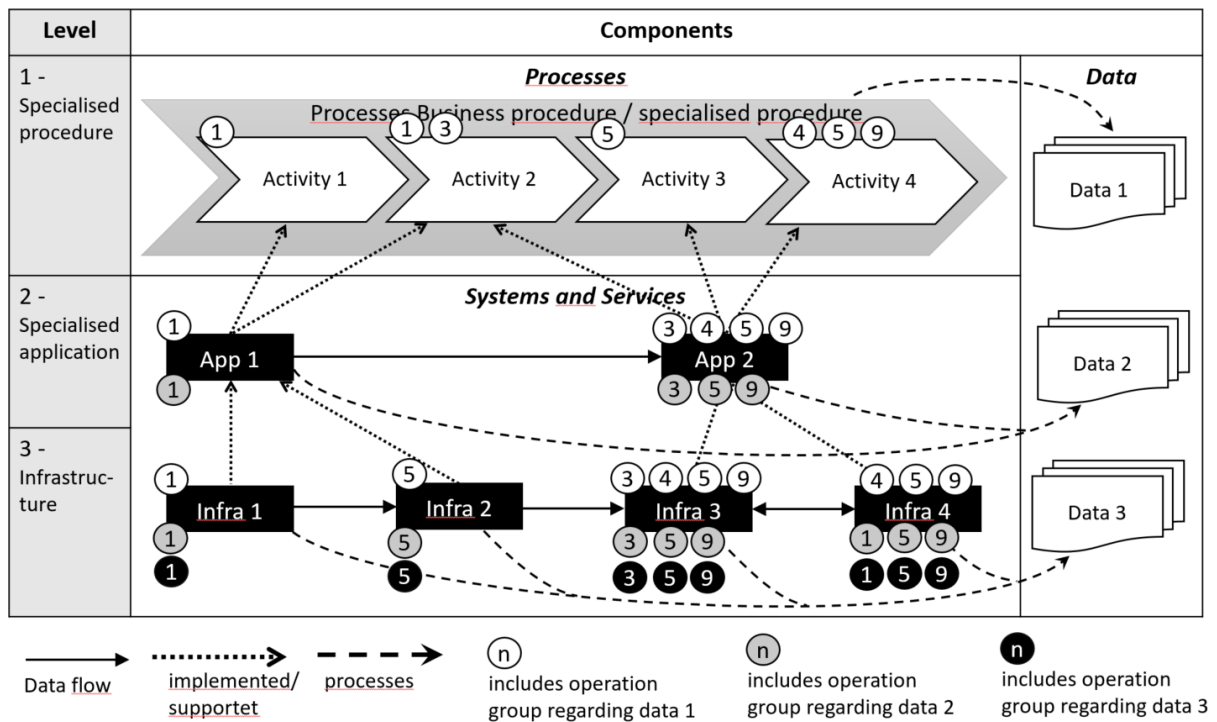 Level
Components
1 -
Specialised
procedure
Processes
Data
Processes Business procedure / specialised procedure
1
1 3
5
4 5 9
Activity 1
Activity 2
Activity 3
Activity 4
Data 1
2 -
Specialised
application
Systems and Services
1
3 4 5 9
App 1
App 2
Data 2
1
3 5 9
3 -
Infrastruc-
ture
1
5
3 4 5 9
4 5 9
Infra 1
Infra 2
Infra 3
Infra 4
Data 3
1
5
3 5 9
1 5 9
1
5
3 5 9
1 5 9
Data flow
implemented/
supportet
processes
n
includes operation
group regarding data 1
n
includes operation
group regarding data 2
n
includes operation
group regarding data 3